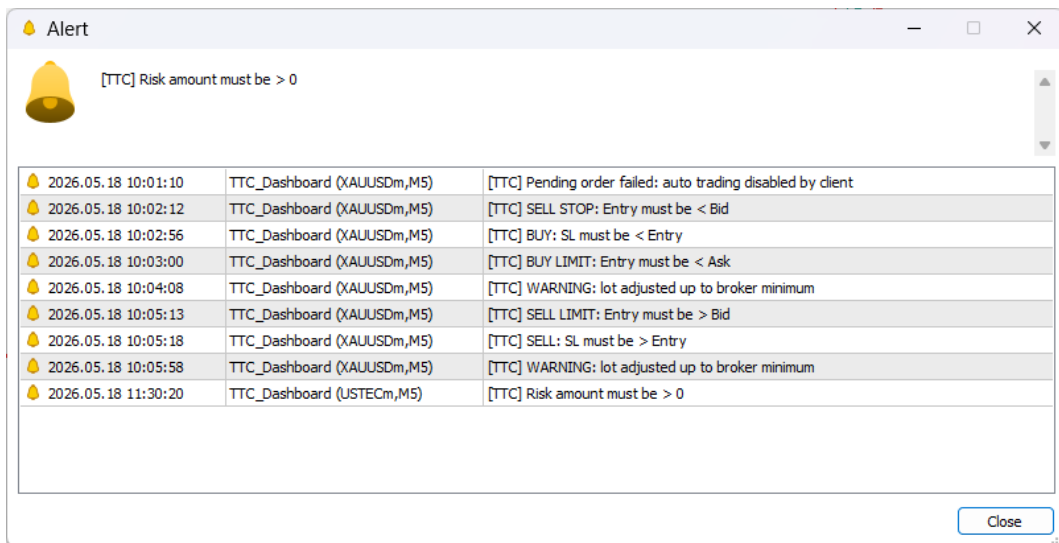 Alert
[TTC] Risk amount must be > 0
2026.05.18 10:01:10 TTC_Dashboard (XAUUSDm,M5) [TTC] Pending order failed: auto trading disabled by client
2026.05.18 10:02:12 TTC_Dashboard (XAUUSDm,M5) [TTC] SELL STOP: Entry must be < Bid
2026.05.18 10:02:56 TTC_Dashboard (XAUUSDm,M5) [TTC] BUY: SL must be < Entry
2026.05.18 10:03:00 TTC_Dashboard (XAUUSDm,M5) [TTC] BUY LIMIT: Entry must be < Ask
2026.05.18 10:04:08 TTC_Dashboard (XAUUSDm,M5) [TTC] WARNING: lot adjusted up to broker minimum
2026.05.18 10:05:13 TTC_Dashboard (XAUUSDm,M5) [TTC] SELL LIMIT: Entry must be > Bid
2026.05.18 10:05:18 TTC_Dashboard (XAUUSDm,M5) [TTC] SELL: SL must be > Entry
2026.05.18 10:05:58 TTC_Dashboard (XAUUSDm,M5) [TTC] WARNING: lot adjusted up to broker minimum
2026.05.18 11:30:20 TTC_Dashboard (USTECm,M5) [TTC] Risk amount must be > 0
Close